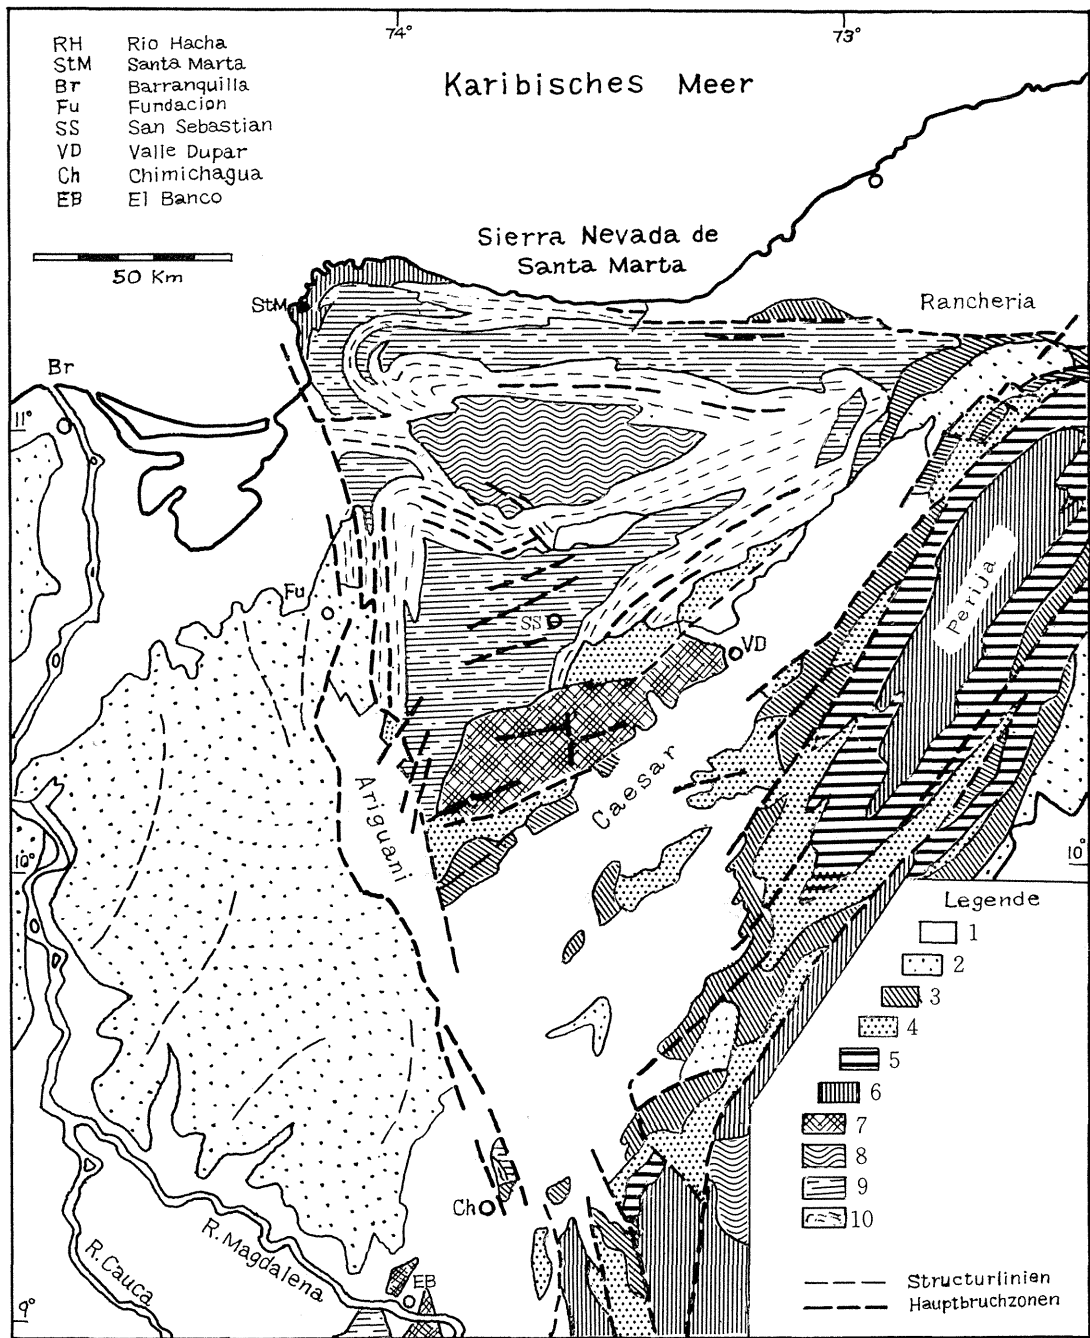 74°
73°
RH Rio Hacha
StM Santa Marta
Br Barranquilla
Fu Fundacion
SS San Sebastian
VD Valle Dupar
Ch Chimichagua
EB El Banco
Karibisches Meer
50 Km
Sierra Nevada de
Santa Marta
StM
Rancheria
Br
11°
Perija
Fu
SS
VD
Ariguani
Caesar
10°
10°
Legende
1
2
3
4
5
6
7
8
9
10
Ch
R. Cauca
R. Magdalena
EB
9°
Structurlinien
Hauptbruchzonen